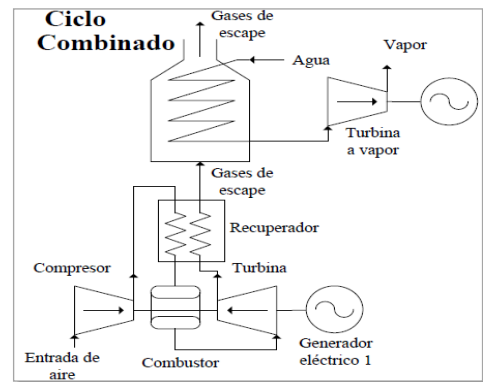 Ciclo
Combinado
Gases de
escape
Agua
Vapor
Turbina
a vapor
Gases de
escape
Recuperador
Compresor
Turbina
Entrada de
aire
Combustor
Generador
eléctrico 1